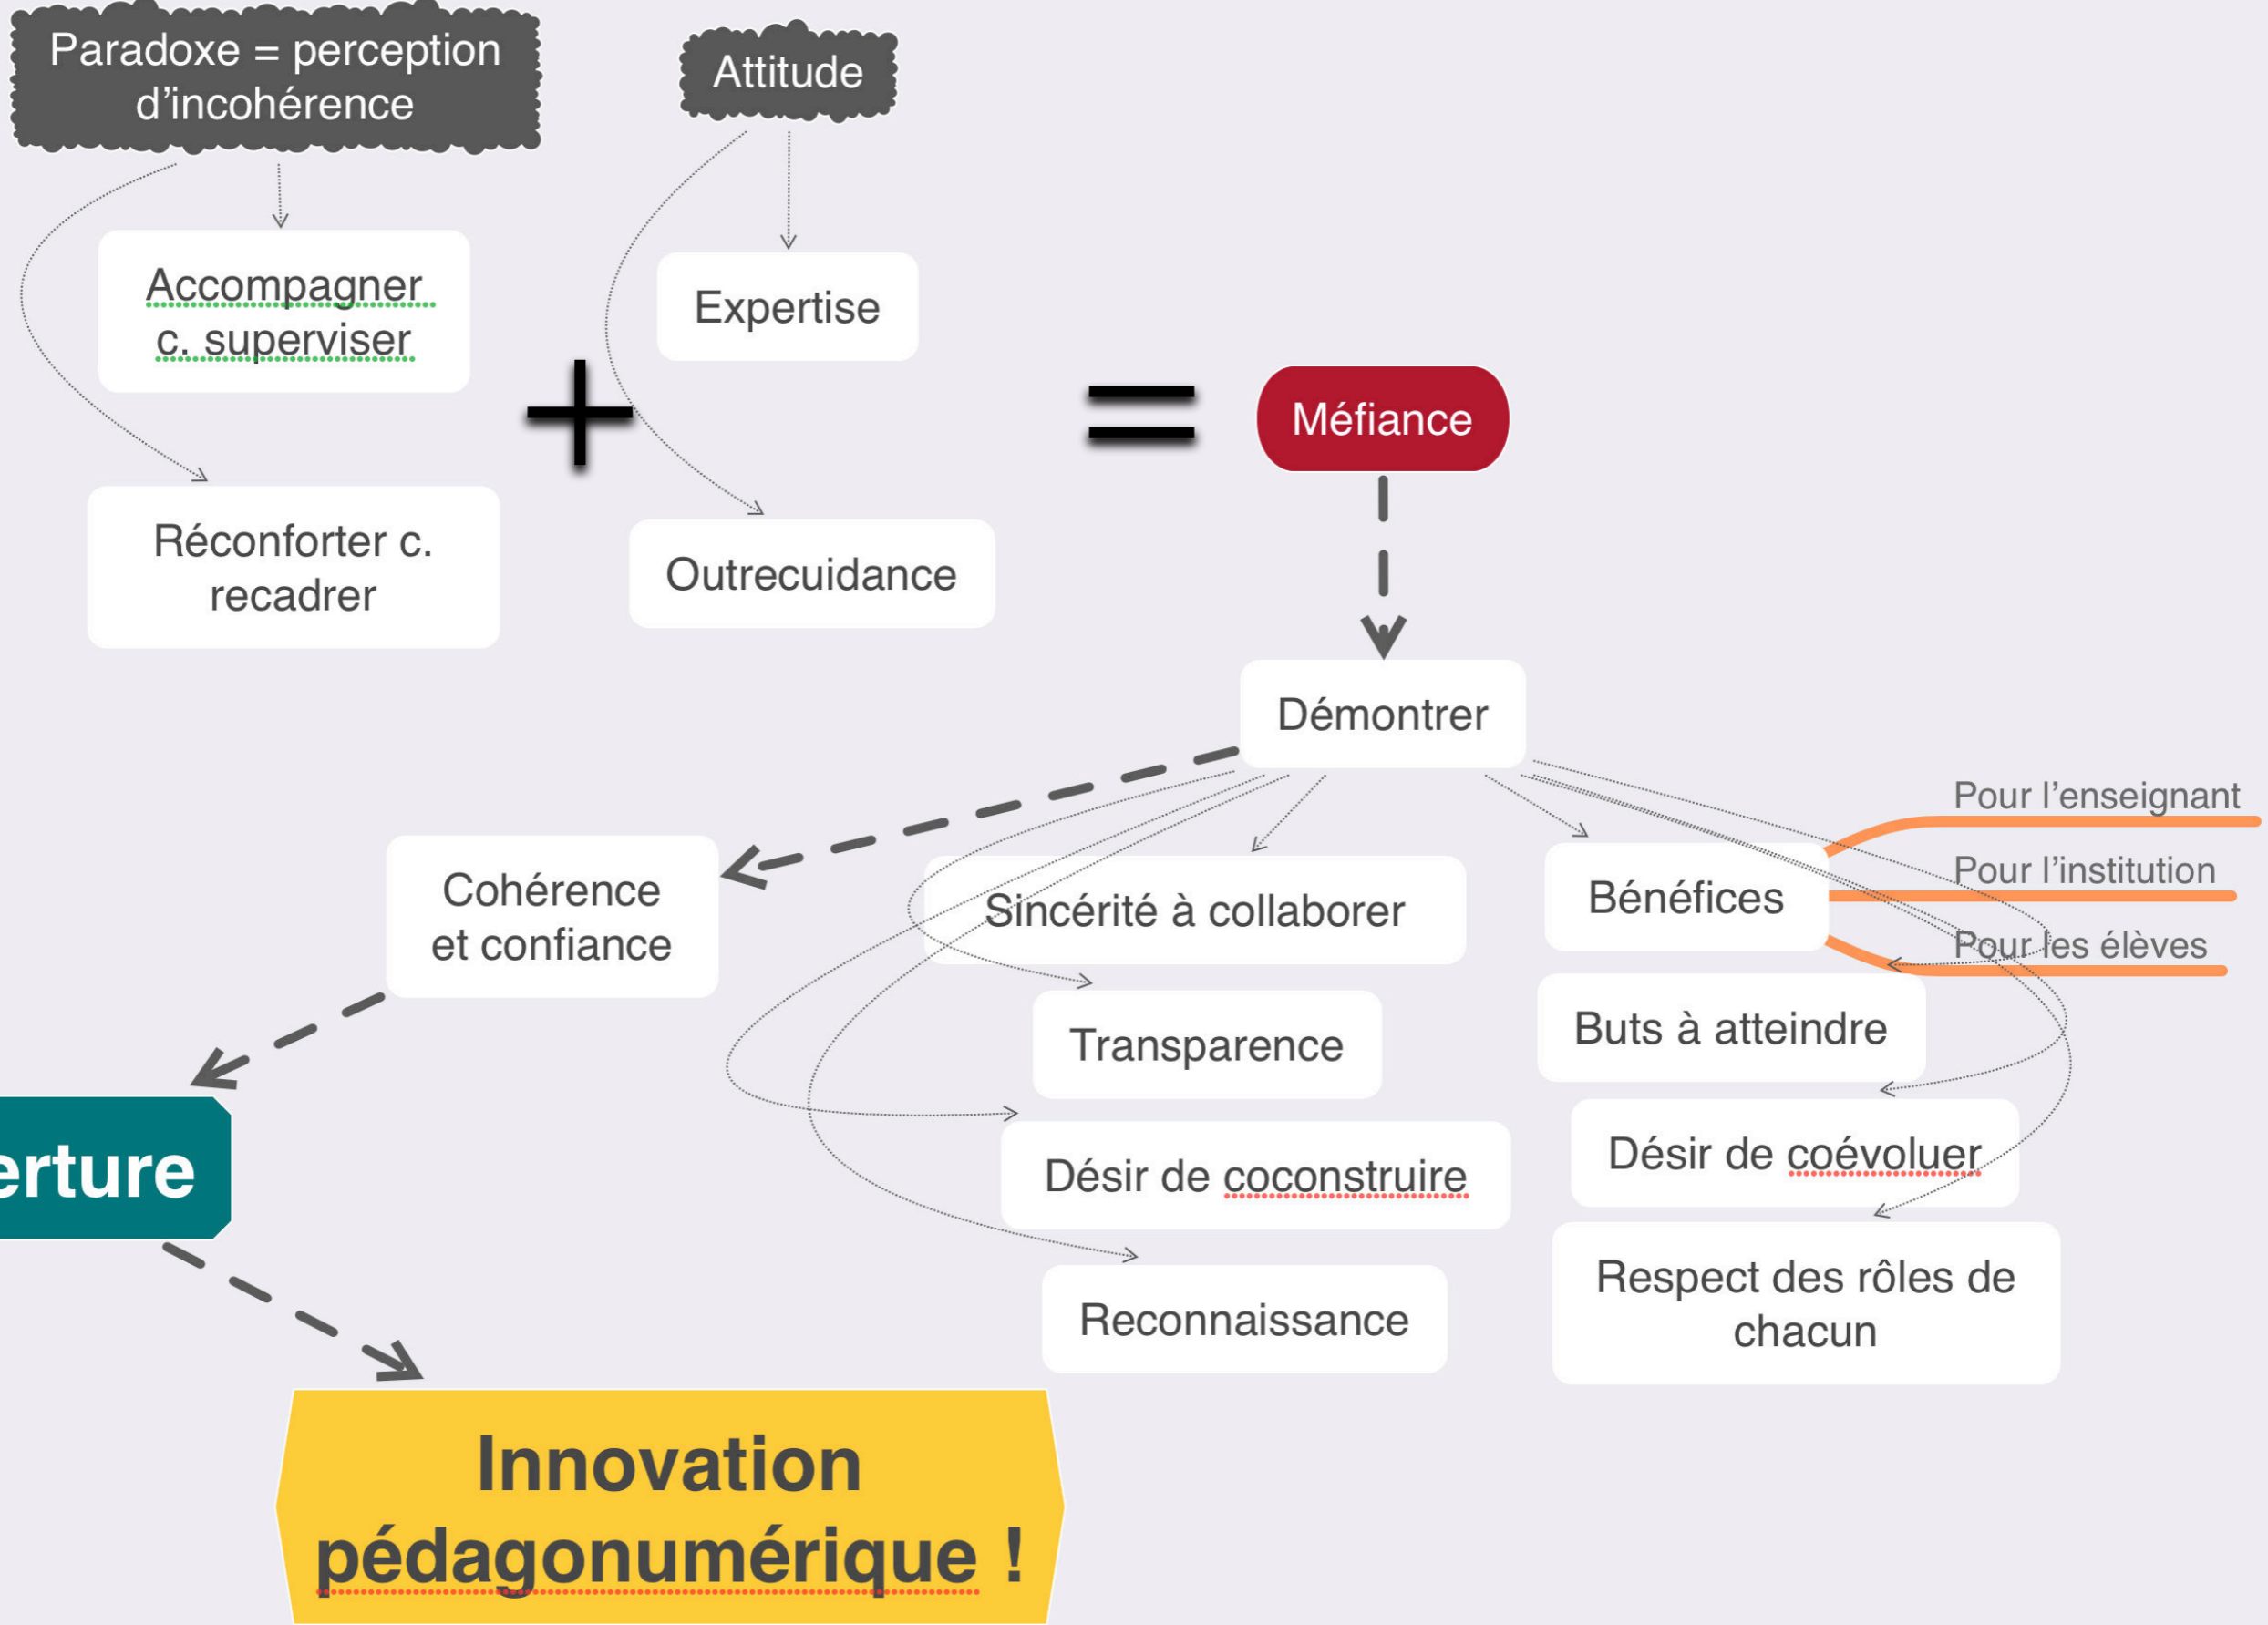 Paradoxe = perception
d’incohérence
Attitude
Accompagner
c. superviser
Expertise
+
=
Méfiance
Réconforter c.
recadrer
Outrecuidance
Démontrer
Pour l’enseignant
Pour l’institution
Pour les élèves
Cohérence
et confiance
Sincérité à collaborer
Bénéfices
Transparence
Buts à atteindre
Désir de coconstruire
Désir de coévoluer
Reconnaissance
Respect des rôles de
chacun
erture
Innovation
pédagonumérique !